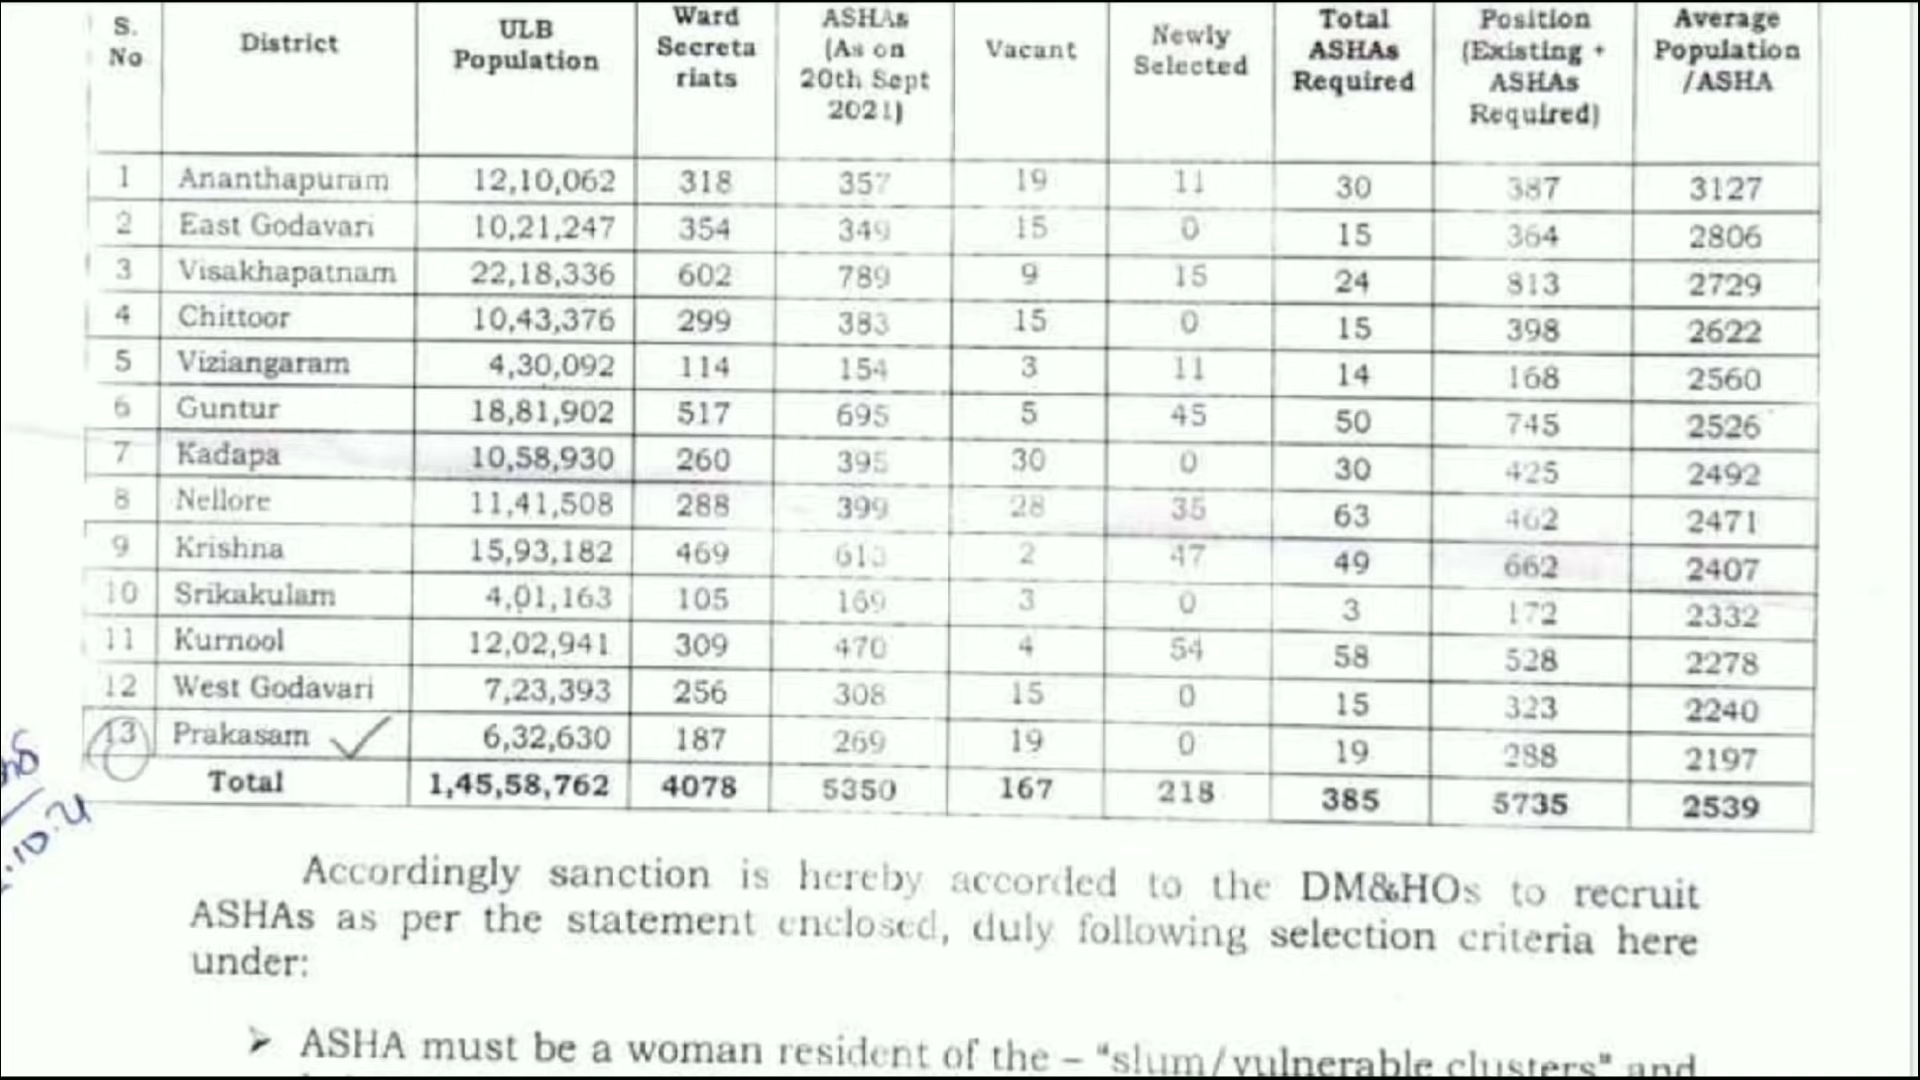 S. No | District | ULB Population | Ward Secreta riats | ASHAs (As on 20th Sept 2021) | Vacant | Newly Selected | Total ASHAs Required | Position (Existing + ASHAs Required) | Average Population /ASHA
1 | Ananthapuram | 12,10,062 | 318 | 357 | 19 | 11 | 30 | 387 | 3127
2 | East Godavari | 10,21,247 | 354 | 349 | 15 | 0 | 15 | 364 | 2806
3 | Visakhapatnam | 22,18,336 | 602 | 789 | 9 | 15 | 24 | 813 | 2729
4 | Chittoor | 10,43,376 | 299 | 383 | 15 | 0 | 15 | 398 | 2622
5 | Viziangaram | 4,30,092 | 114 | 154 | 3 | 11 | 14 | 168 | 2560
6 | Guntur | 18,81,902 | 517 | 695 | 5 | 45 | 50 | 745 | 2526
7 | Kadapa | 10,58,930 | 260 | 395 | 30 | 0 | 30 | 425 | 2492
8 | Nellore | 11,41,508 | 288 | 399 | 28 | 35 | 63 | 462 | 2471
9 | Krishna | 15,93,182 | 469 | 613 | 2 | 47 | 49 | 662 | 2407
10 | Srikakulam | 4,01,163 | 105 | 169 | 3 | 0 | 3 | 172 | 2332
11 | Kurnool | 12,02,941 | 309 | 470 | 4 | 54 | 58 | 528 | 2278
12 | West Godavari | 7,23,393 | 256 | 308 | 15 | 0 | 15 | 323 | 2240
13 | Prakasam | 6,32,630 | 187 | 269 | 19 | 0 | 19 | 288 | 2197
Total | 1,45,58,762 | 4078 | 5350 | 167 | 218 | 385 | 5735 | 2539
Accordingly sanction is hereby accorded to the DM&HOs to recruit
ASHAs as per the statement enclosed, duly following selection criteria here
under:
➢ ASHA must be a woman resident of the – "slum/vulnerable clusters" and